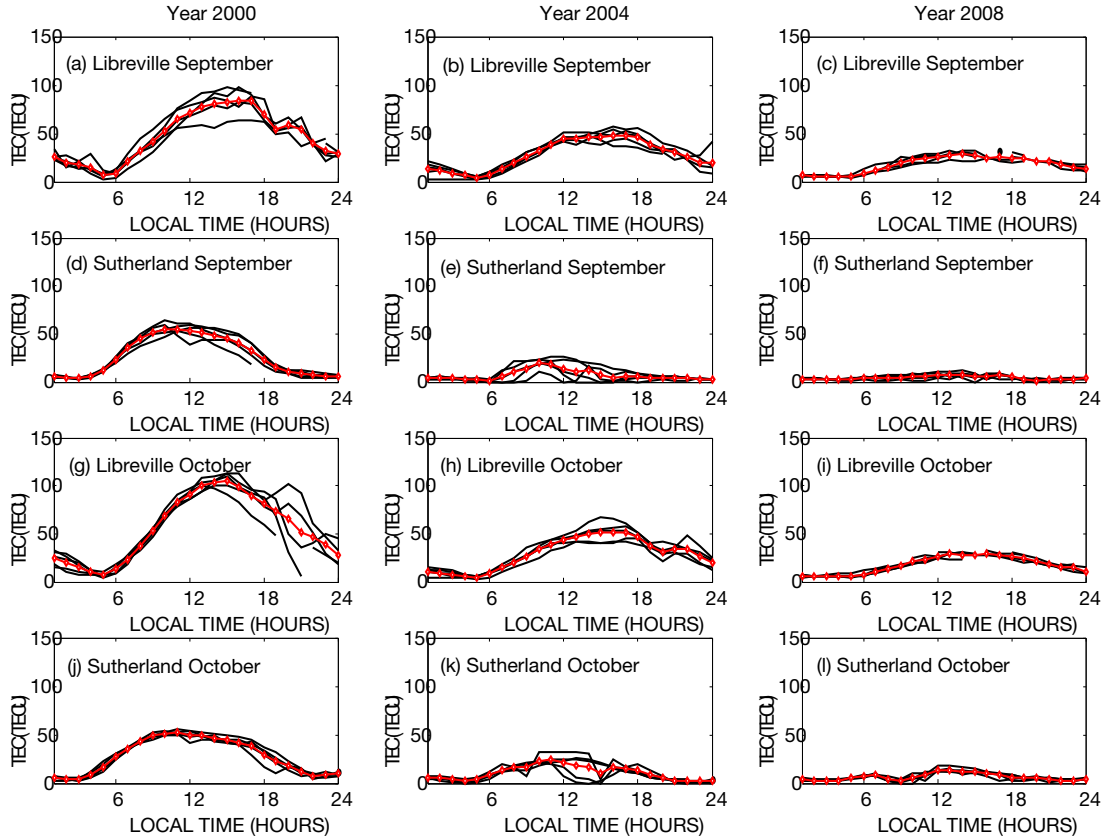 Year 2000
Year 2004
Year 2008
150
100
50
0
TEC(TECU)
(a) Libreville September
6
12
18
24
LOCAL TIME (HOURS)
150
100
50
0
TEC(TECU)
(b) Libreville September
6
12
18
24
LOCAL TIME (HOURS)
150
100
50
0
TEC(TECU)
(c) Libreville September
6
12
18
24
LOCAL TIME (HOURS)
150
100
50
0
TEC(TECU)
(d) Sutherland September
6
12
18
24
LOCAL TIME (HOURS)
150
100
50
0
TEC(TECU)
(e) Sutherland September
6
12
18
24
LOCAL TIME (HOURS)
150
100
50
0
TEC(TECU)
(f) Sutherland September
6
12
18
24
LOCAL TIME (HOURS)
150
100
50
0
TEC(TECU)
(g) Libreville October
6
12
18
24
LOCAL TIME (HOURS)
150
100
50
0
TEC(TECU)
(h) Libreville October
6
12
18
24
LOCAL TIME (HOURS)
150
100
50
0
TEC(TECU)
(i) Libreville October
6
12
18
24
LOCAL TIME (HOURS)
150
100
50
0
TEC(TECU)
(j) Sutherland October
6
12
18
24
LOCAL TIME (HOURS)
150
100
50
0
TEC(TECU)
(k) Sutherland October
6
12
18
24
LOCAL TIME (HOURS)
150
100
50
0
TEC(TECU)
(l) Sutherland October
6
12
18
24
LOCAL TIME (HOURS)